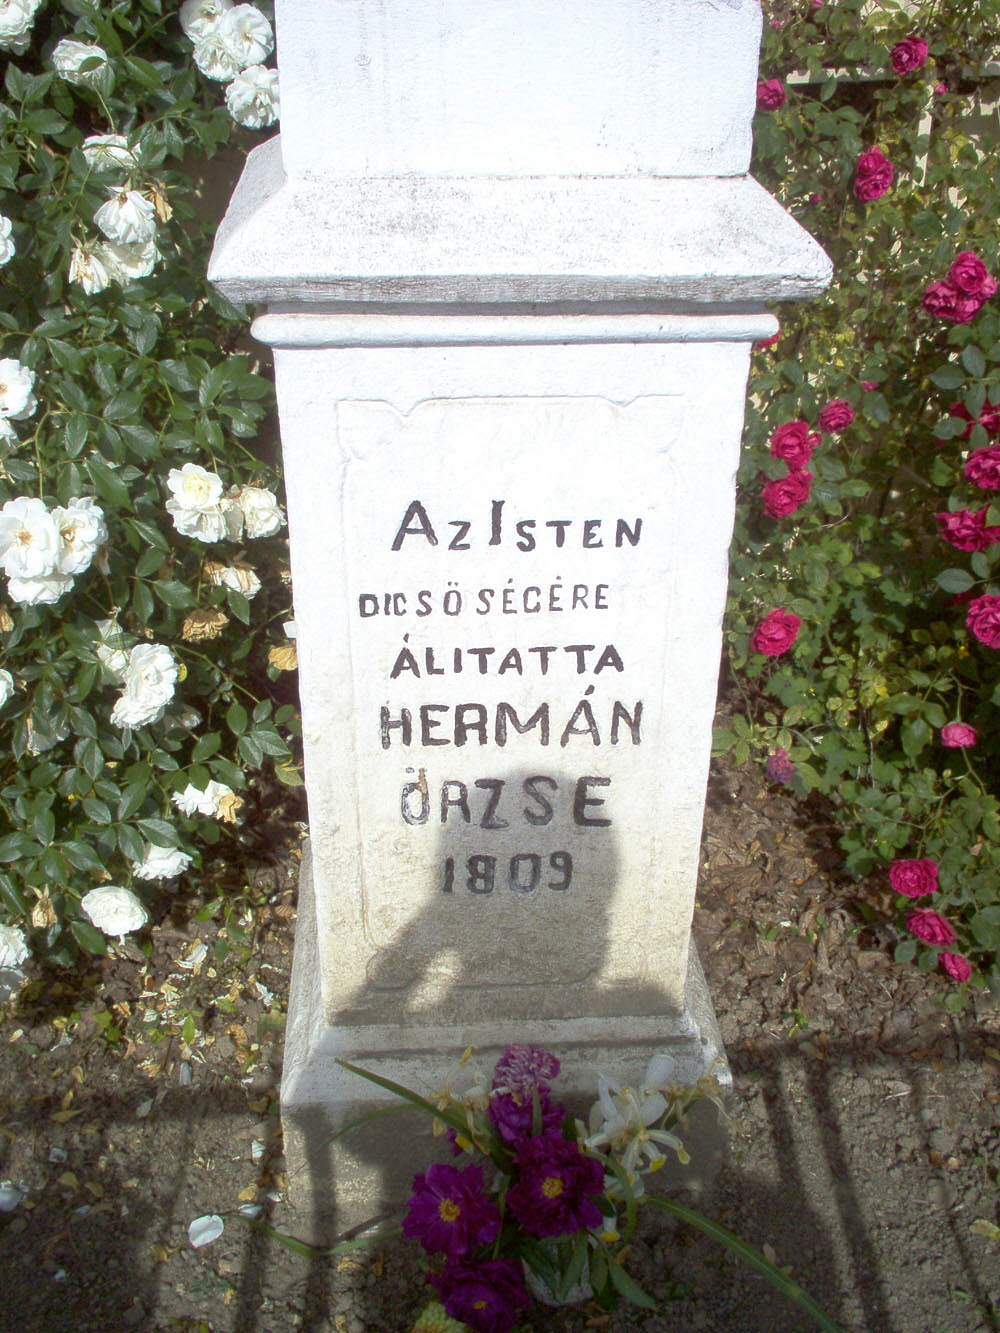 Az Isten
DICSÖSÉGÉRE
ÁLITATTA
HERMÁN
ÖRZSE
1809